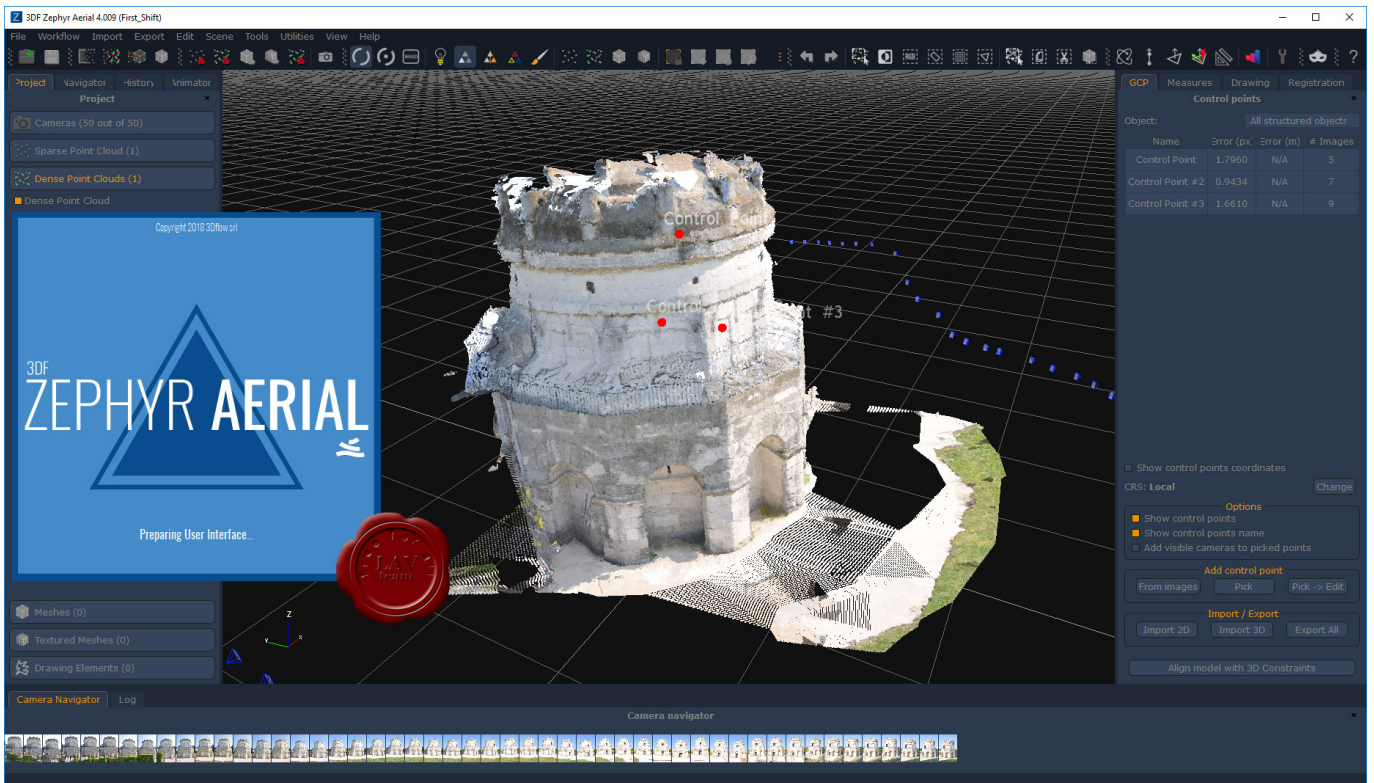 3DF Zephyr Aerial 4.009 (First_Shift)
File Workflow Import Export Edit Scene Tools Utilities View Help
Project Navigator History Animator
Project
Cameras (50 out of 50)
Sparse Point Cloud (1)
Dense Point Clouds (1)
Dense Point Cloud
Copyright 2018 3Dflow srl
3DF
ZEPHYR AERIAL
Preparing User Interface...
LAV
team
Meshes (0)
Textured Meshes (0)
Drawing Elements (0)
Control Point
Control
#3
Z
Y
X
GCP Measures Drawing Registration
Control points
Object: All structured objects
Name Error (px) Error (m) # Images
Control Point 1.7960 N/A 5
Control Point #2 0.9434 N/A 7
Control Point #3 1.6610 N/A 9
Show control points coordinates
CRS: Local Change
Options
Show control points
Show control points name
Add visible cameras to picked points
Add control point
From images Pick Pick -> Edit
Import / Export
Import 2D Import 3D Export All
Align model with 3D Constraints
Camera Navigator Log
Camera navigator